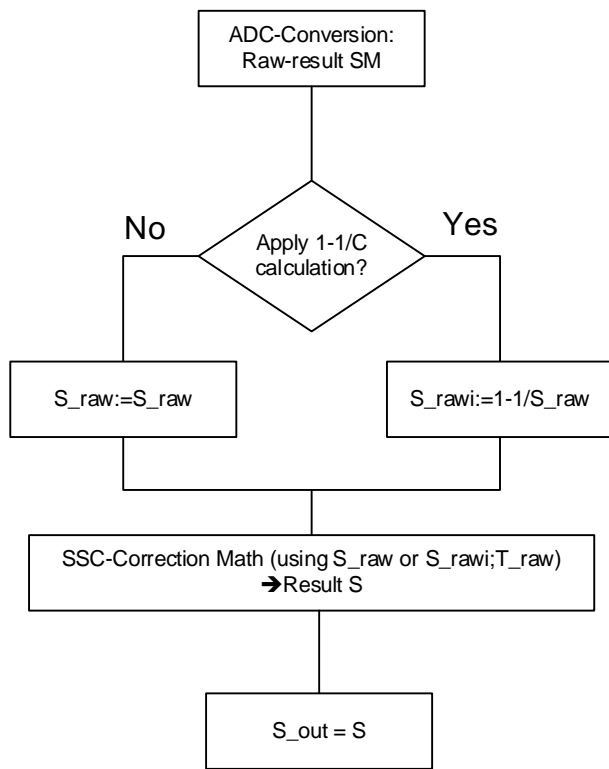 ADC-Conversion:
Raw-result SM
No
Yes
Apply 1-1/C
calculation?
S_raw:=S_raw
S_rawi:=1-1/S_raw
SSC-Correction Math (using S_raw or S_rawi;T_raw)
➔Result S
S_out = S